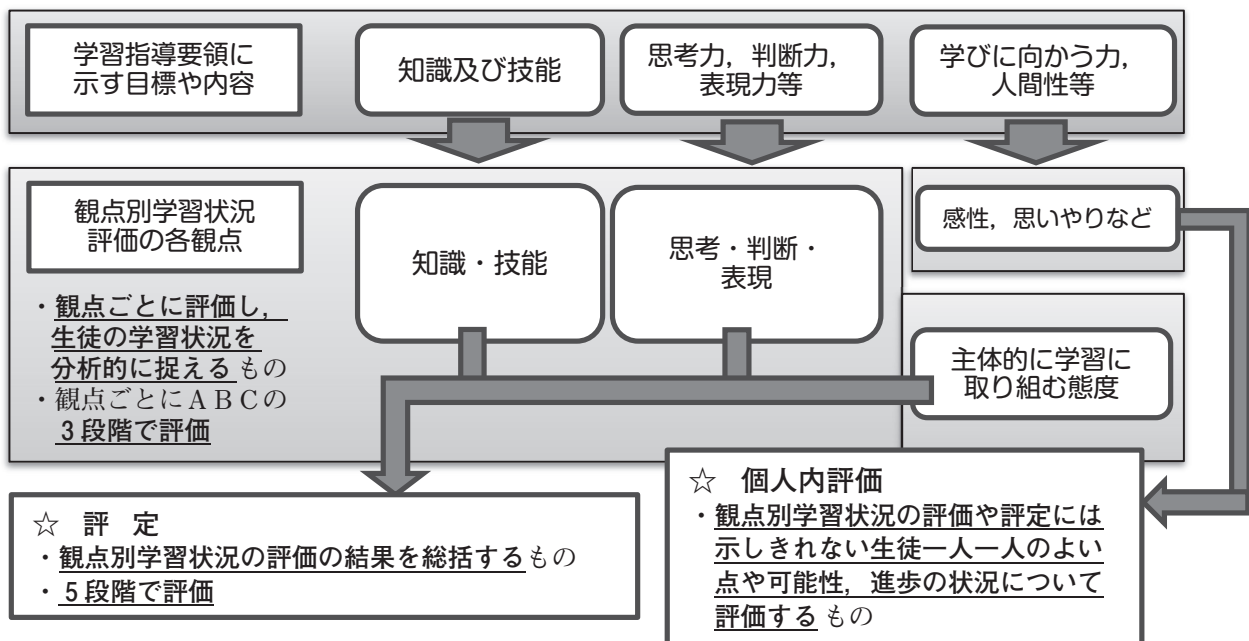 学習指導要領に
示す目標や内容
知識及び技能
思考力，判断力，
表現力等
学びに向かう力，
人間性等
観点別学習状況
評価の各観点
・観点ごとに評価し，
生徒の学習状況を
分析的に捉えるもの
・観点ごとにＡＢＣの
３段階で評価
知識・技能
思考・判断・
表現
感性，思いやりなど
主体的に学習に
取り組む態度
☆ 評 定
・観点別学習状況の評価の結果を総括するもの
・５段階で評価
☆ 個人内評価
・観点別学習状況の評価や評定には
示しきれない生徒一人一人のよい
点や可能性，進歩の状況について
評価するもの